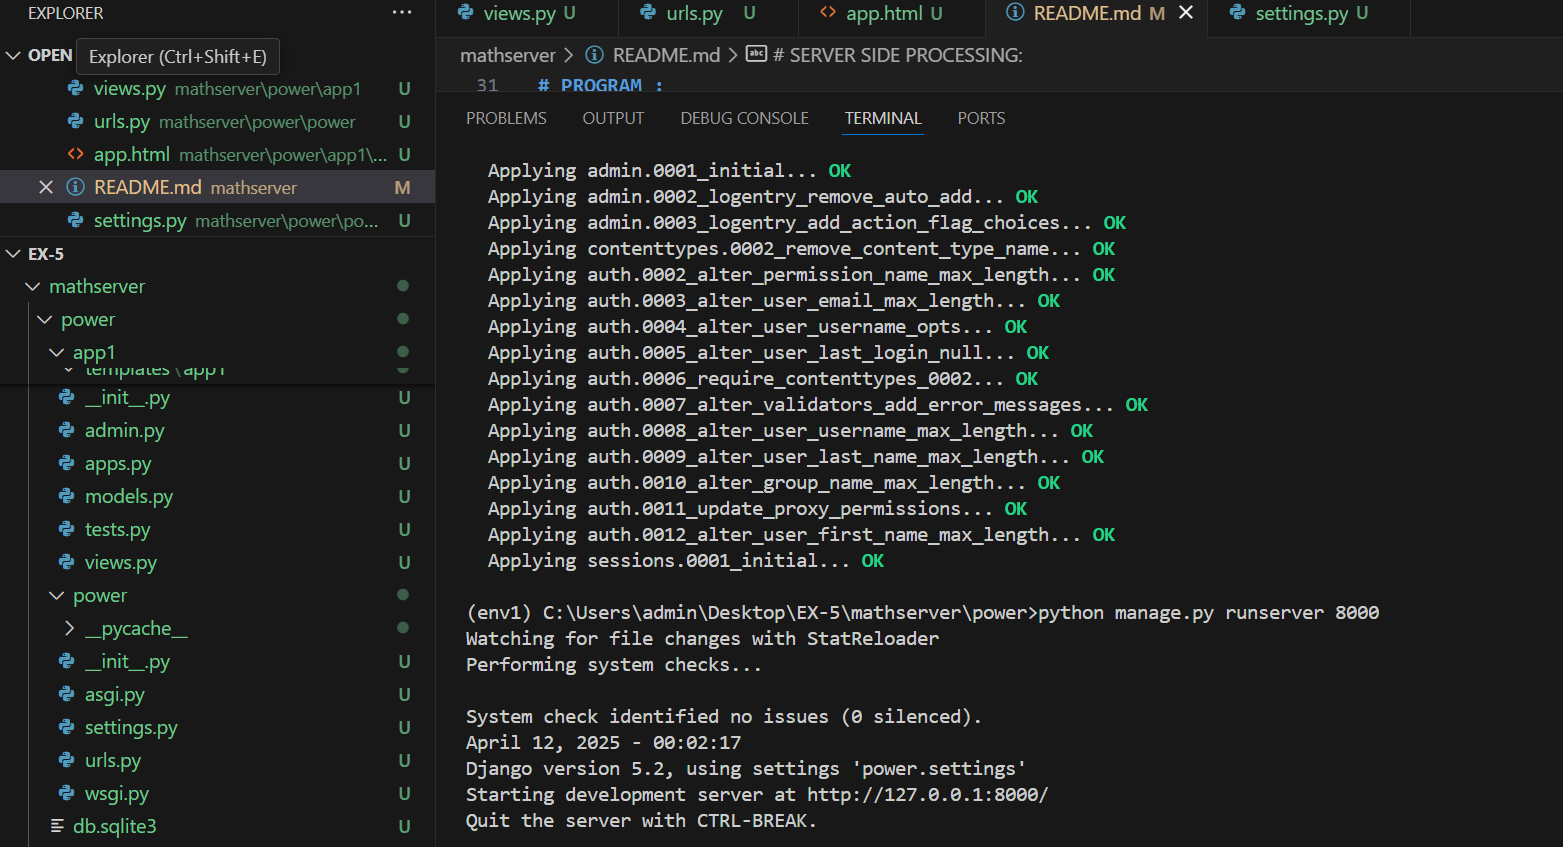 EXPLORER ...
OPEN
Explorer (Ctrl+Shift+E)
views.py mathserver\power\app1 U
urls.py mathserver\power\power U
app.html mathserver\power\app1\... U
README.md mathserver M
settings.py mathserver\power\po... U
EX-5
mathserver
power
app1
templates\app1
__init__.py U
admin.py U
apps.py U
models.py U
tests.py U
views.py U
power
__pycache__
__init__.py U
asgi.py U
settings.py U
urls.py U
wsgi.py U
db.sqlite3 U
views.py U urls.py U app.html U README.md M settings.py U
mathserver > README.md > abc # SERVER SIDE PROCESSING:
31 # PROGRAM :
PROBLEMS OUTPUT DEBUG CONSOLE TERMINAL PORTS
Applying admin.0001_initial... OK
Applying admin.0002_logentry_remove_auto_add... OK
Applying admin.0003_logentry_add_action_flag_choices... OK
Applying contenttypes.0002_remove_content_type_name... OK
Applying auth.0002_alter_permission_name_max_length... OK
Applying auth.0003_alter_user_email_max_length... OK
Applying auth.0004_alter_user_username_opts... OK
Applying auth.0005_alter_user_last_login_null... OK
Applying auth.0006_require_contenttypes_0002... OK
Applying auth.0007_alter_validators_add_error_messages... OK
Applying auth.0008_alter_user_username_max_length... OK
Applying auth.0009_alter_user_last_name_max_length... OK
Applying auth.0010_alter_group_name_max_length... OK
Applying auth.0011_update_proxy_permissions... OK
Applying auth.0012_alter_user_first_name_max_length... OK
Applying sessions.0001_initial... OK
(env1) C:\Users\admin\Desktop\EX-5\mathserver\power>python manage.py runserver 8000
Watching for file changes with StatReloader
Performing system checks...
System check identified no issues (0 silenced).
April 12, 2025 - 00:02:17
Django version 5.2, using settings 'power.settings'
Starting development server at http://127.0.0.1:8000/
Quit the server with CTRL-BREAK.